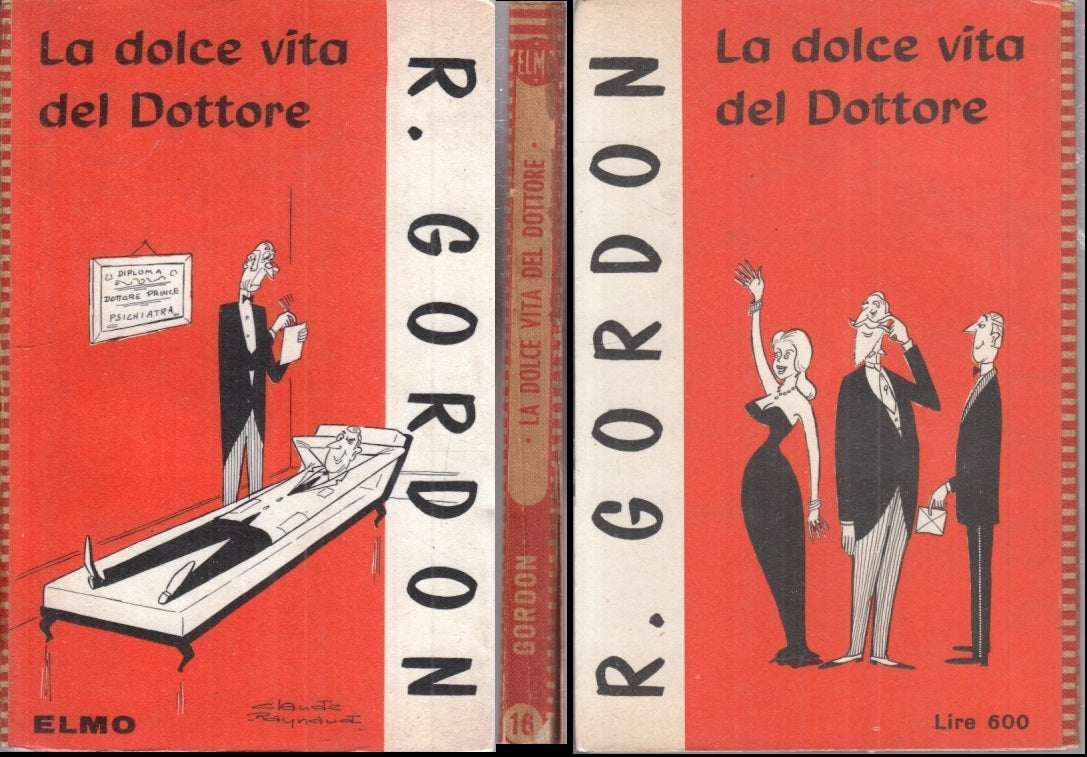 La dolce vita
del Dottore
R. GORDON
DIPLOMA
DOTTORE PRINCE
PSICHIATRA
ELMO
Claude
Raynaud
ELMO
· LA DOLCE VITA DEL DOTTORE ·
GORDON
16
R. GORDON
La dolce vita
del Dottore
Lire 600